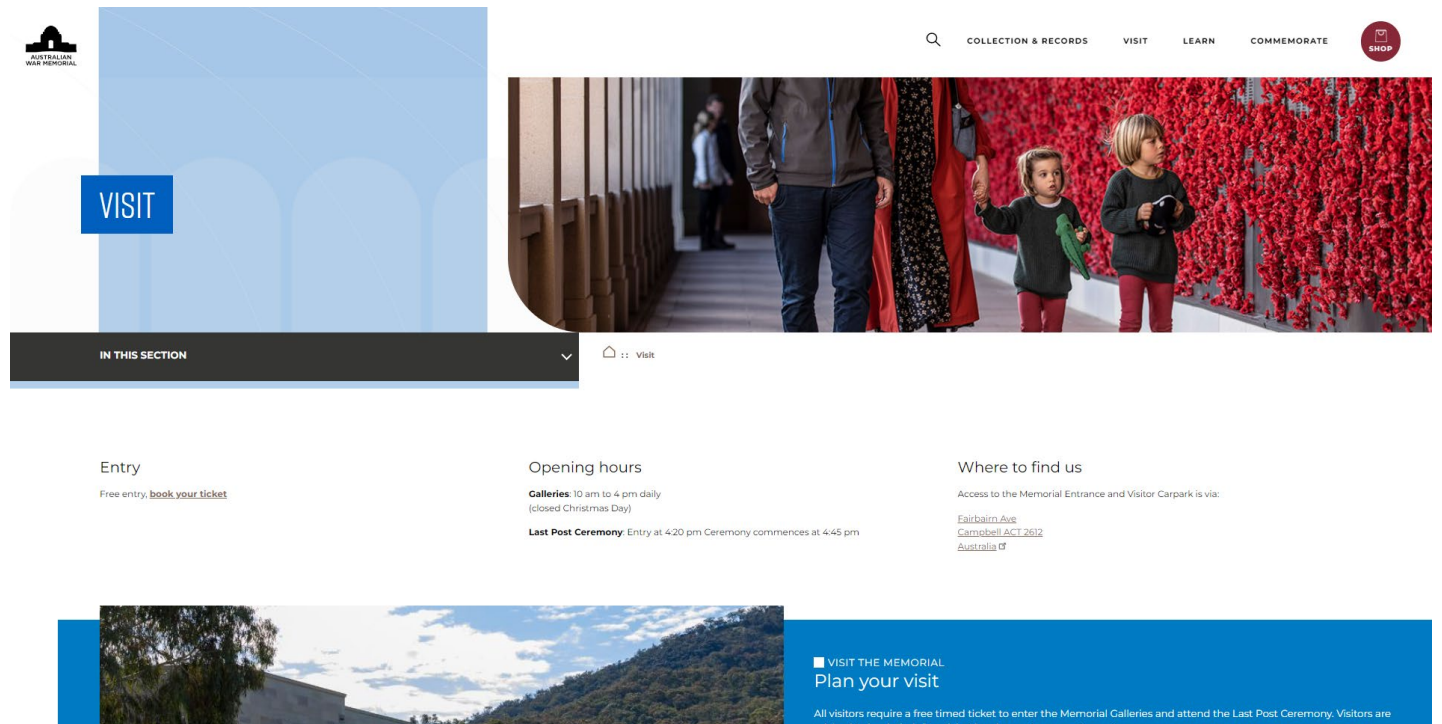 AUSTRALIAN
WAR MEMORIAL
COLLECTION & RECORDS
VISIT
LEARN
COMMEMORATE
SHOP
VISIT
IN THIS SECTION
:: Visit
Entry
Free entry, book your ticket
Opening hours
Galleries: 10 am to 4 pm daily
(closed Christmas Day)
Last Post Ceremony: Entry at 4:20 pm Ceremony commences at 4:45 pm
Where to find us
Access to the Memorial Entrance and Visitor Carpark is via:
Fairbairn Ave
Campbell ACT 2612
Australia
VISIT THE MEMORIAL
Plan your visit
All visitors require a free timed ticket to enter the Memorial Galleries and attend the Last Post Ceremony. Visitors are